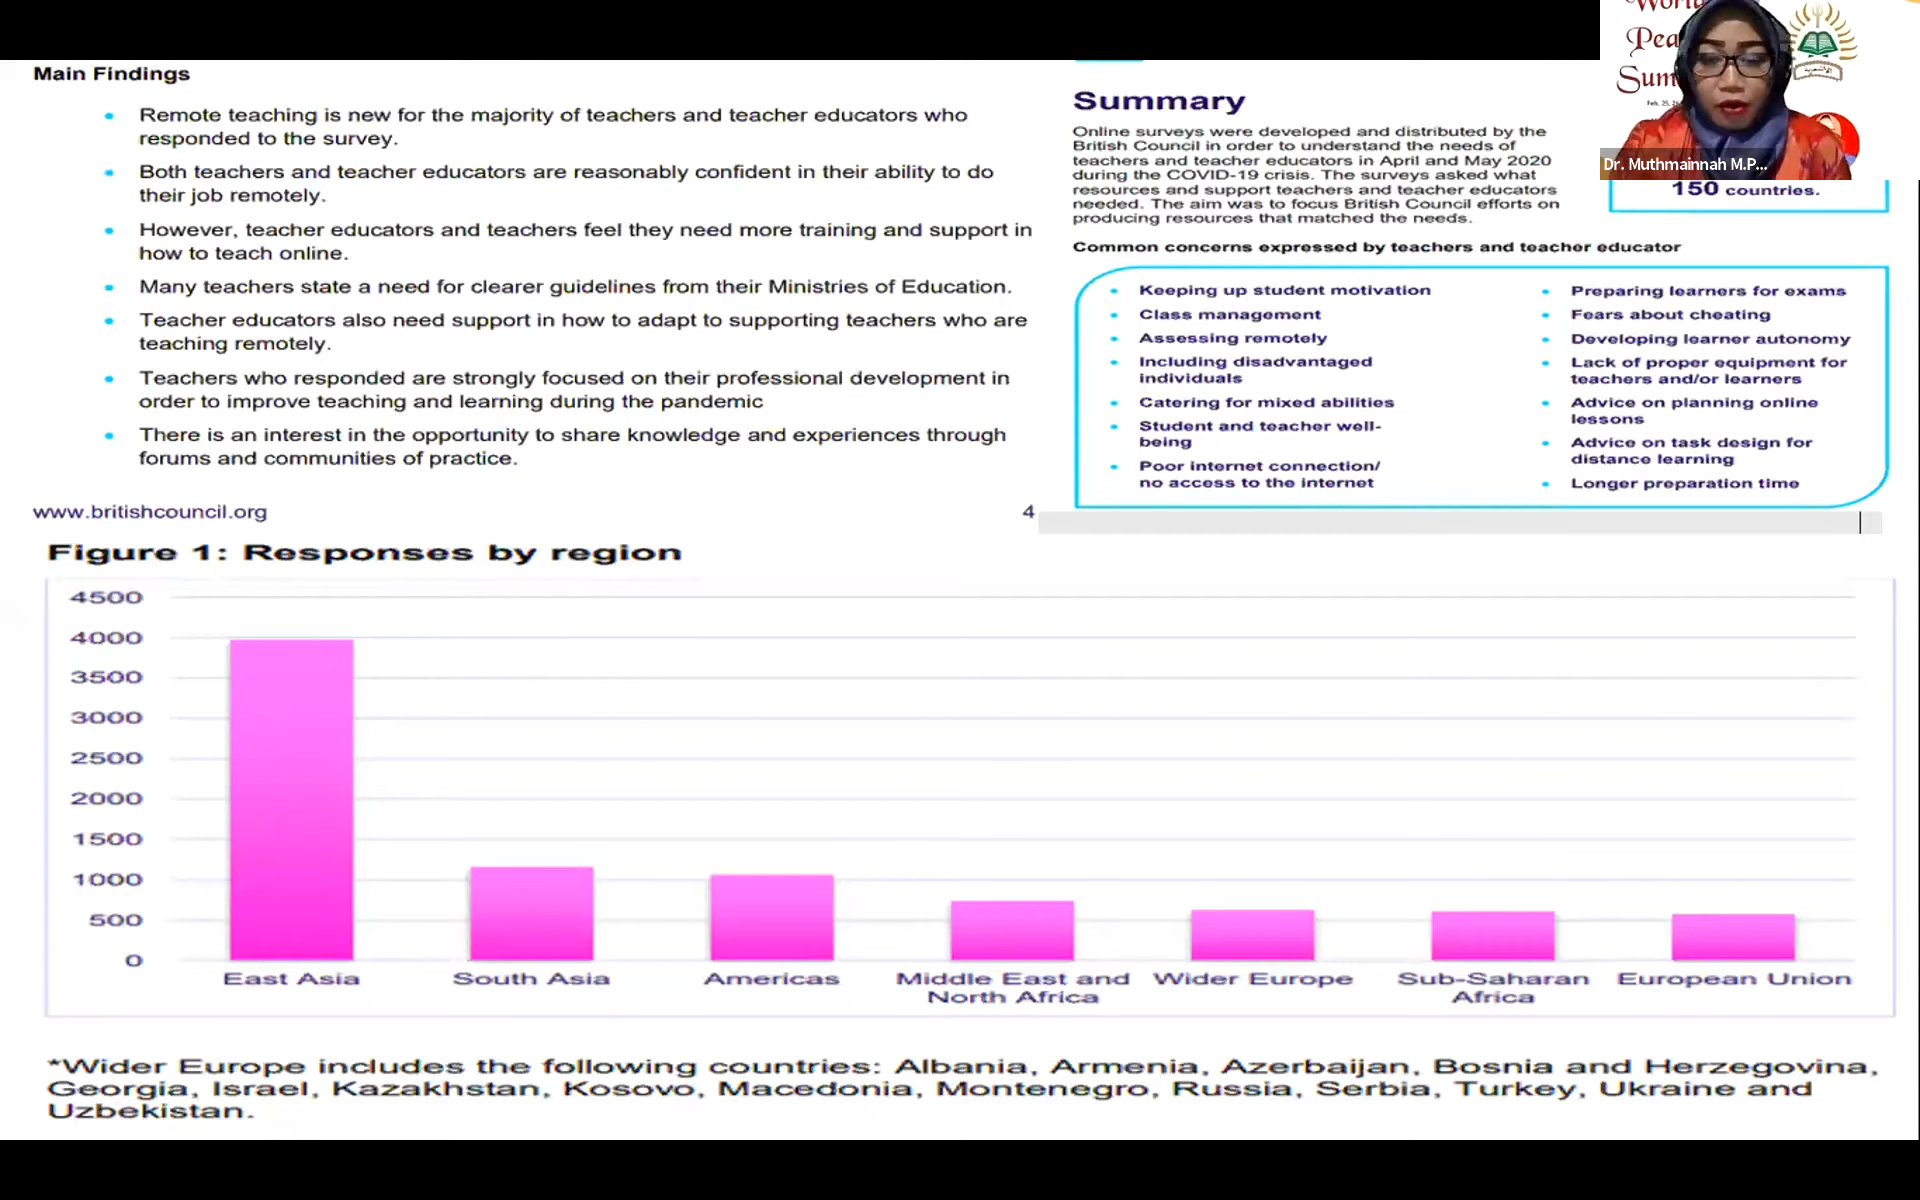 Main Findings
Remote teaching is new for the majority of teachers and teacher educators who
responded to the survey.
Both teachers and teacher educators are reasonably confident in their ability to do
their job remotely.
However, teacher educators and teachers feel they need more training and support in
how to teach online.
Many teachers state a need for clearer guidelines from their Ministries of Education.
Teacher educators also need support in how to adapt to supporting teachers who are
teaching remotely.
Teachers who responded are strongly focused on their professional development in
order to improve teaching and learning during the pandemic
There is an interest in the opportunity to share knowledge and experiences through
forums and communities of practice.
www.britishcouncil.org
4
Summary
Online surveys were developed and distributed by the
British Council in order to understand the needs of
teachers and teacher educators in April and May 2020
during the COVID-19 crisis. The surveys asked what
resources and support teachers and teacher educators
needed. The aim was to focus British Council efforts on
producing resources that matched the needs.
Dr. Muthmainnah M.P...
150 countries.
Common concerns expressed by teachers and teacher educator
Keeping up student motivation
Class management
Assessing remotely
Including disadvantaged
individuals
Catering for mixed abilities
Student and teacher well-
being
Poor internet connection/
no access to the internet
Preparing learners for exams
Fears about cheating
Developing learner autonomy
Lack of proper equipment for
teachers and/or learners
Advice on planning online
lessons
Advice on task design for
distance learning
Longer preparation time
Figure 1: Responses by region
4500
4000
3500
3000
2500
2000
1500
1000
500
0
East Asia
South Asia
Americas
Middle East and
North Africa
Wider Europe
Sub-Saharan
Africa
European Union
*Wider Europe includes the following countries: Albania, Armenia, Azerbaijan, Bosnia and Herzegovina,
Georgia, Israel, Kazakhstan, Kosovo, Macedonia, Montenegro, Russia, Serbia, Turkey, Ukraine and
Uzbekistan.